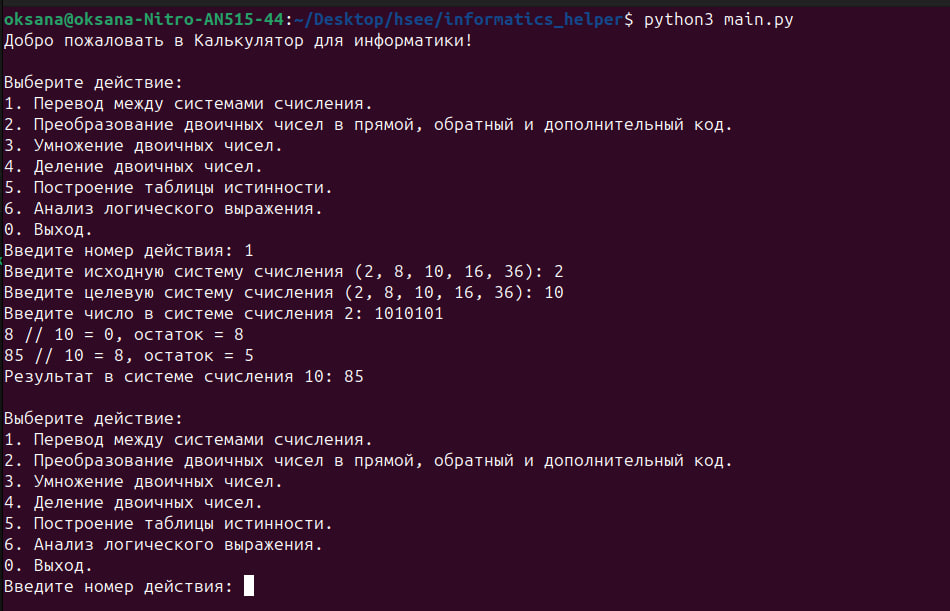 oksana@oksana-Nitro-AN515-44:~/Desktop/hsee/informatics_helper$ python3 main.py
Добро пожаловать в Калькулятор для информатики!
Выберите действие:
1. Перевод между системами счисления.
2. Преобразование двоичных чисел в прямой, обратный и дополнительный код.
3. Умножение двоичных чисел.
4. Деление двоичных чисел.
5. Построение таблицы истинности.
6. Анализ логического выражения.
0. Выход.
Введите номер действия: 1
Введите исходную систему счисления (2, 8, 10, 16, 36): 2
Введите целевую систему счисления (2, 8, 10, 16, 36): 10
Введите число в системе счисления 2: 1010101
8 // 10 = 0, остаток = 8
85 // 10 = 8, остаток = 5
Результат в системе счисления 10: 85
Выберите действие:
1. Перевод между системами счисления.
2. Преобразование двоичных чисел в прямой, обратный и дополнительный код.
3. Умножение двоичных чисел.
4. Деление двоичных чисел.
5. Построение таблицы истинности.
6. Анализ логического выражения.
0. Выход.
Введите номер действия: